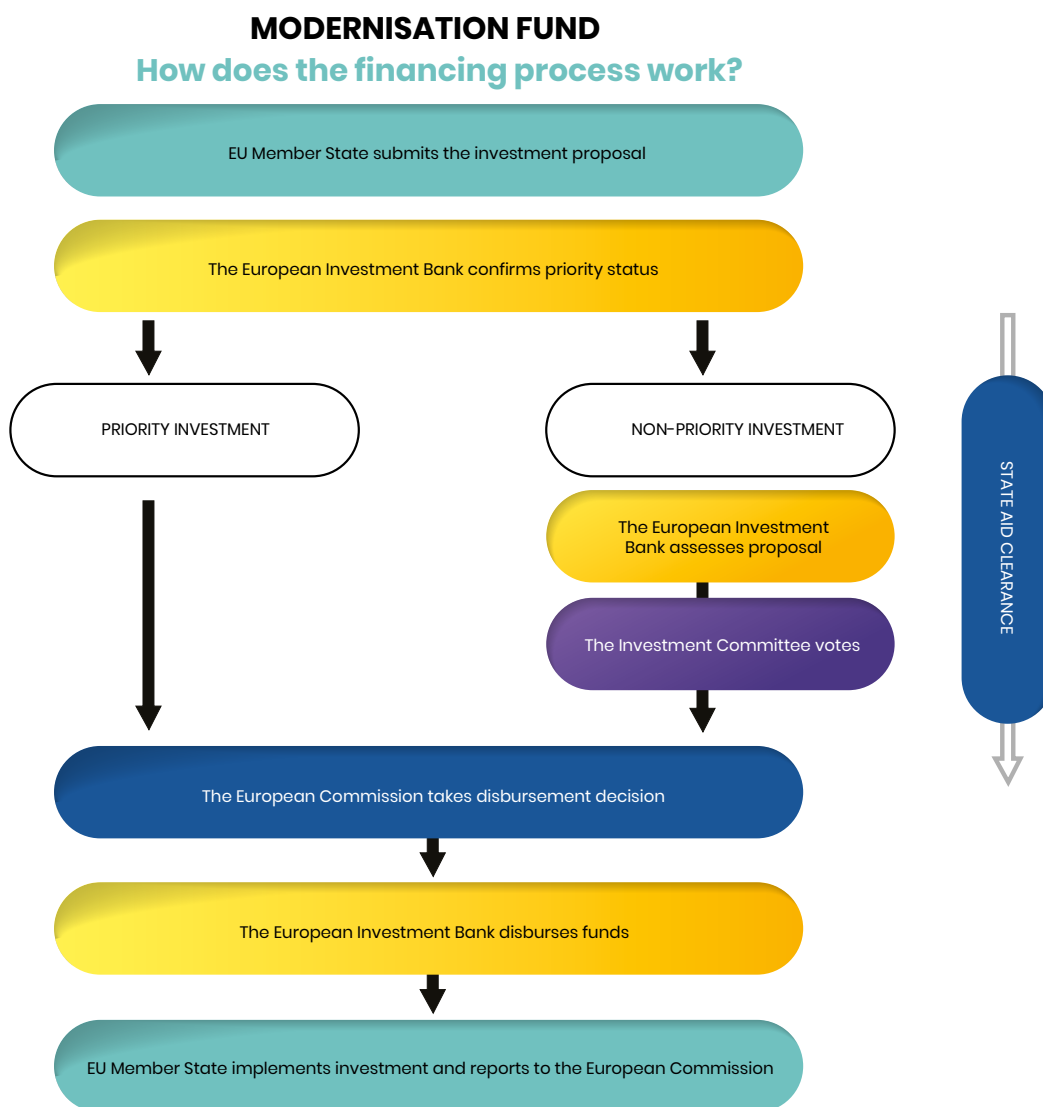 MODERNISATION FUND
How does the financing process work?
EU Member State submits the investment proposal
The European Investment Bank confirms priority status
PRIORITY INVESTMENT
NON-PRIORITY INVESTMENT
The European Investment
Bank assesses proposal
The Investment Committee votes
STATE AID CLEARANCE
The European Commission takes disbursement decision
The European Investment Bank disburses funds
EU Member State implements investment and reports to the European Commission